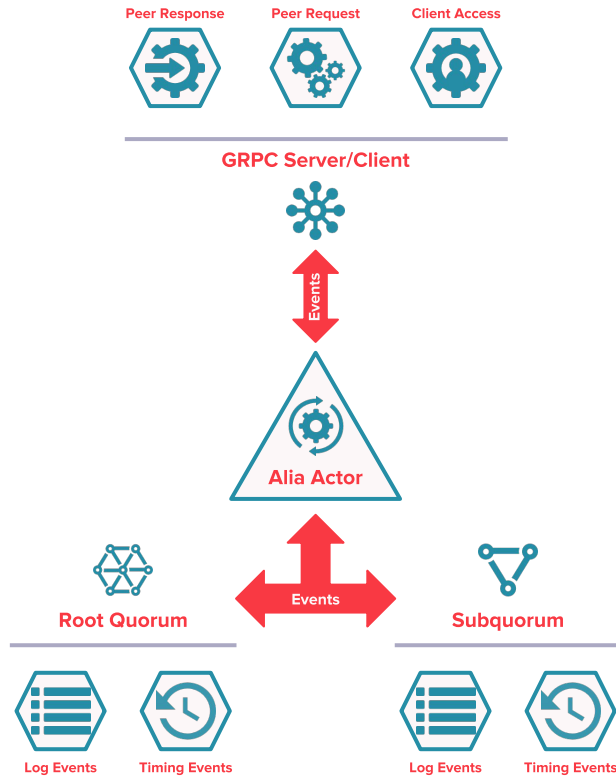 Peer Response
Peer Request
Client Access
GRPC Server/Client
Events
Alia Actor
Events
Root Quorum
Subquorum
Log Events
Timing Events
Log Events
Timing Events